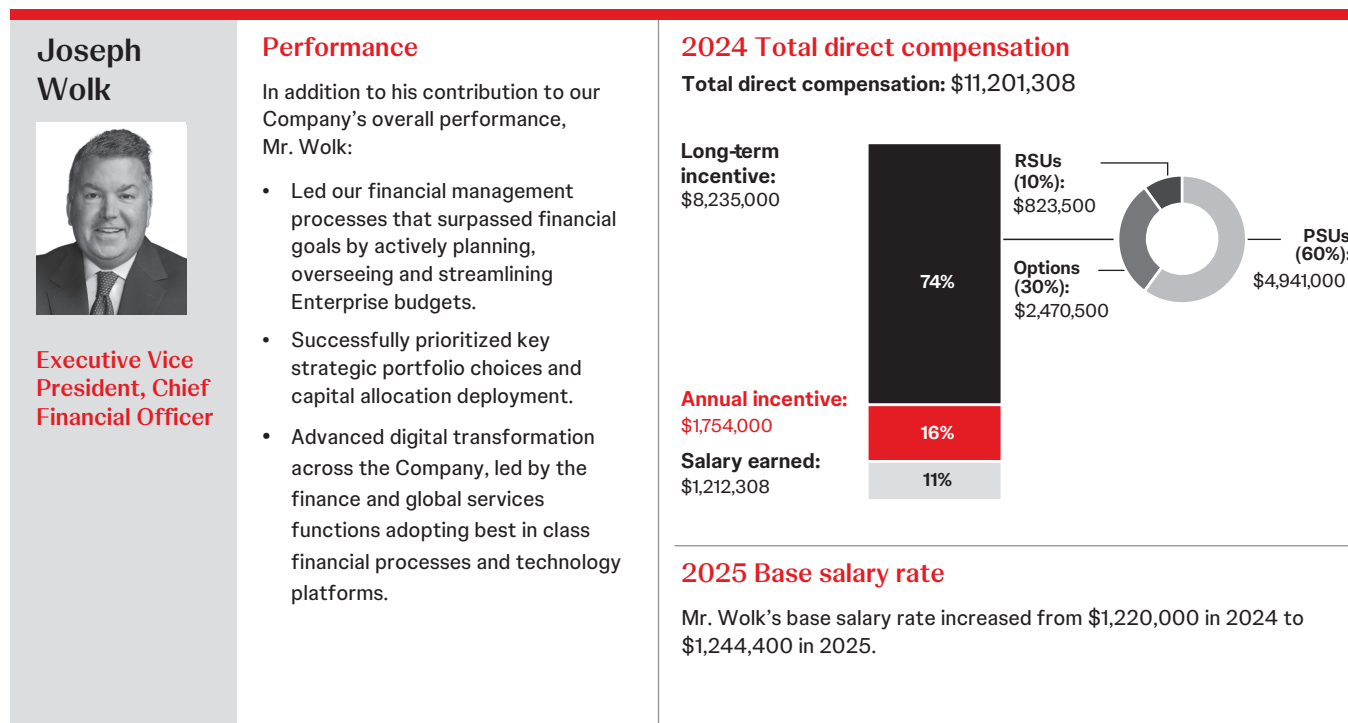 Joseph
Wolk
Executive Vice
President, Chief
Financial Officer
Performance
In addition to his contribution to our
Company's overall performance,
Mr. Wolk:
• Led our financial management
processes that surpassed financial
goals by actively planning,
overseeing and streamlining
Enterprise budgets.
• Successfully prioritized key
strategic portfolio choices and
capital allocation deployment.
• Advanced digital transformation
across the Company, led by the
finance and global services
functions adopting best in class
financial processes and technology
platforms.
2024 Total direct compensation
Total direct compensation: $11,201,308
Long-term
incentive:
$8,235,000
74%
RSUs
(10%):
$823,500
Options
(30%):
$2,470,500
PSUs
(60%):
$4,941,000
Annual incentive:
$1,754,000
16%
Salary earned:
$1,212,308
11%
2025 Base salary rate
Mr. Wolk's base salary rate increased from $1,220,000 in 2024 to
$1,244,400 in 2025.